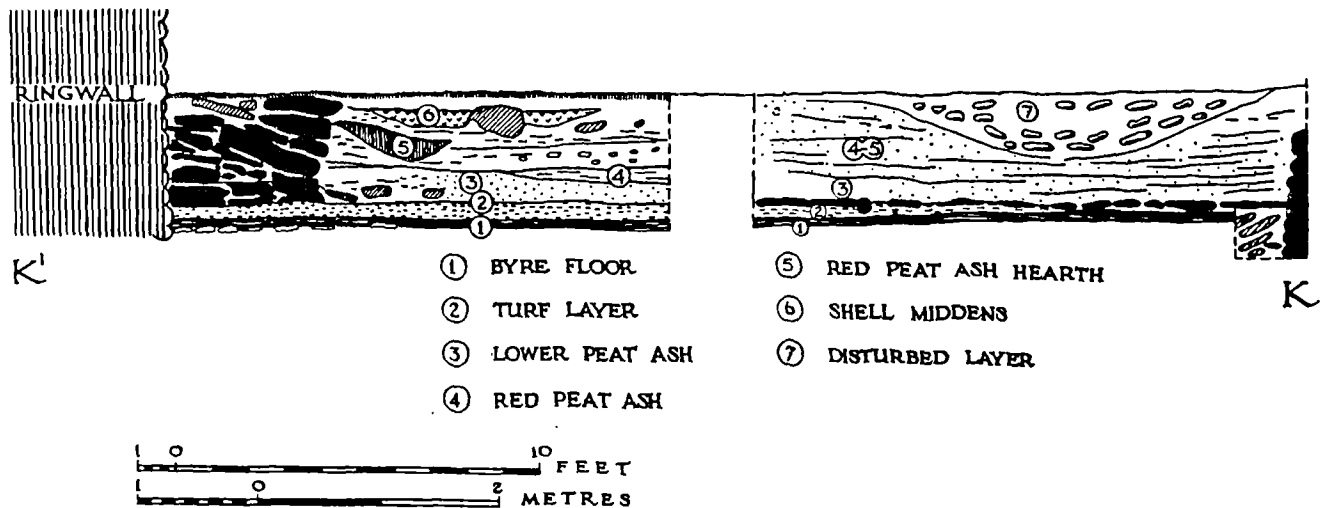 RINGWALL
⑥
⑤
④
③
②
①
⑦
④-⑤
③
②
①
K'
K
① BYRE FLOOR
② TURF LAYER
③ LOWER PEAT ASH
④ RED PEAT ASH
⑤ RED PEAT ASH HEARTH
⑥ SHELL MIDDENS
⑦ DISTURBED LAYER
1 0 10 FEET
1 0 2 METRES